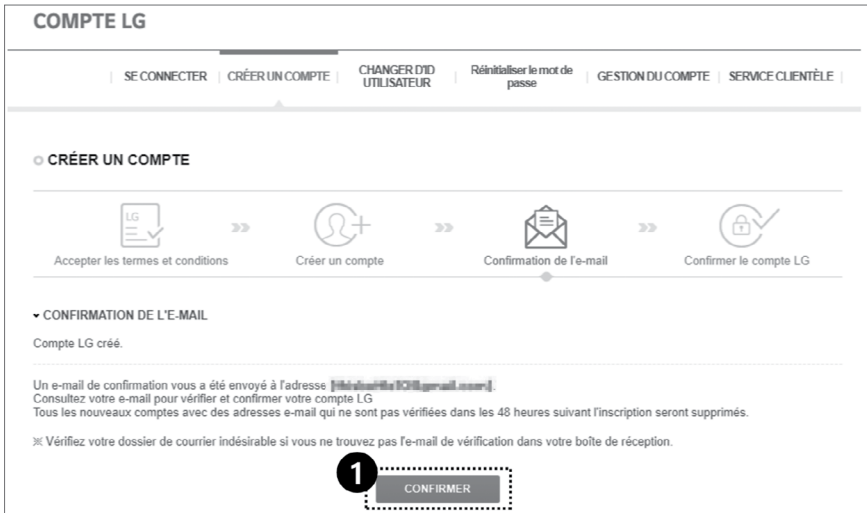 COMPTE LG
SE CONNECTER | CRÉER UN COMPTE | CHANGER D'ID UTILISATEUR | Réinitialiser le mot de passe | GESTION DU COMPTE | SERVICE CLIENTÈLE
CRÉER UN COMPTE
LG
Accepter les termes et conditions
Créer un compte
Confirmation de l'e-mail
Confirmer le compte LG
CONFIRMATION DE L'E-MAIL
Compte LG créé.
Un e-mail de confirmation vous a été envoyé à l'adresse
Consultez votre e-mail pour vérifier et confirmer votre compte LG
Tous les nouveaux comptes avec des adresses e-mail qui ne sont pas vérifiées dans les 48 heures suivant l'inscription seront supprimés.
※ Vérifiez votre dossier de courrier indésirable si vous ne trouvez pas l'e-mail de vérification dans votre boîte de réception.
1
CONFIRMER